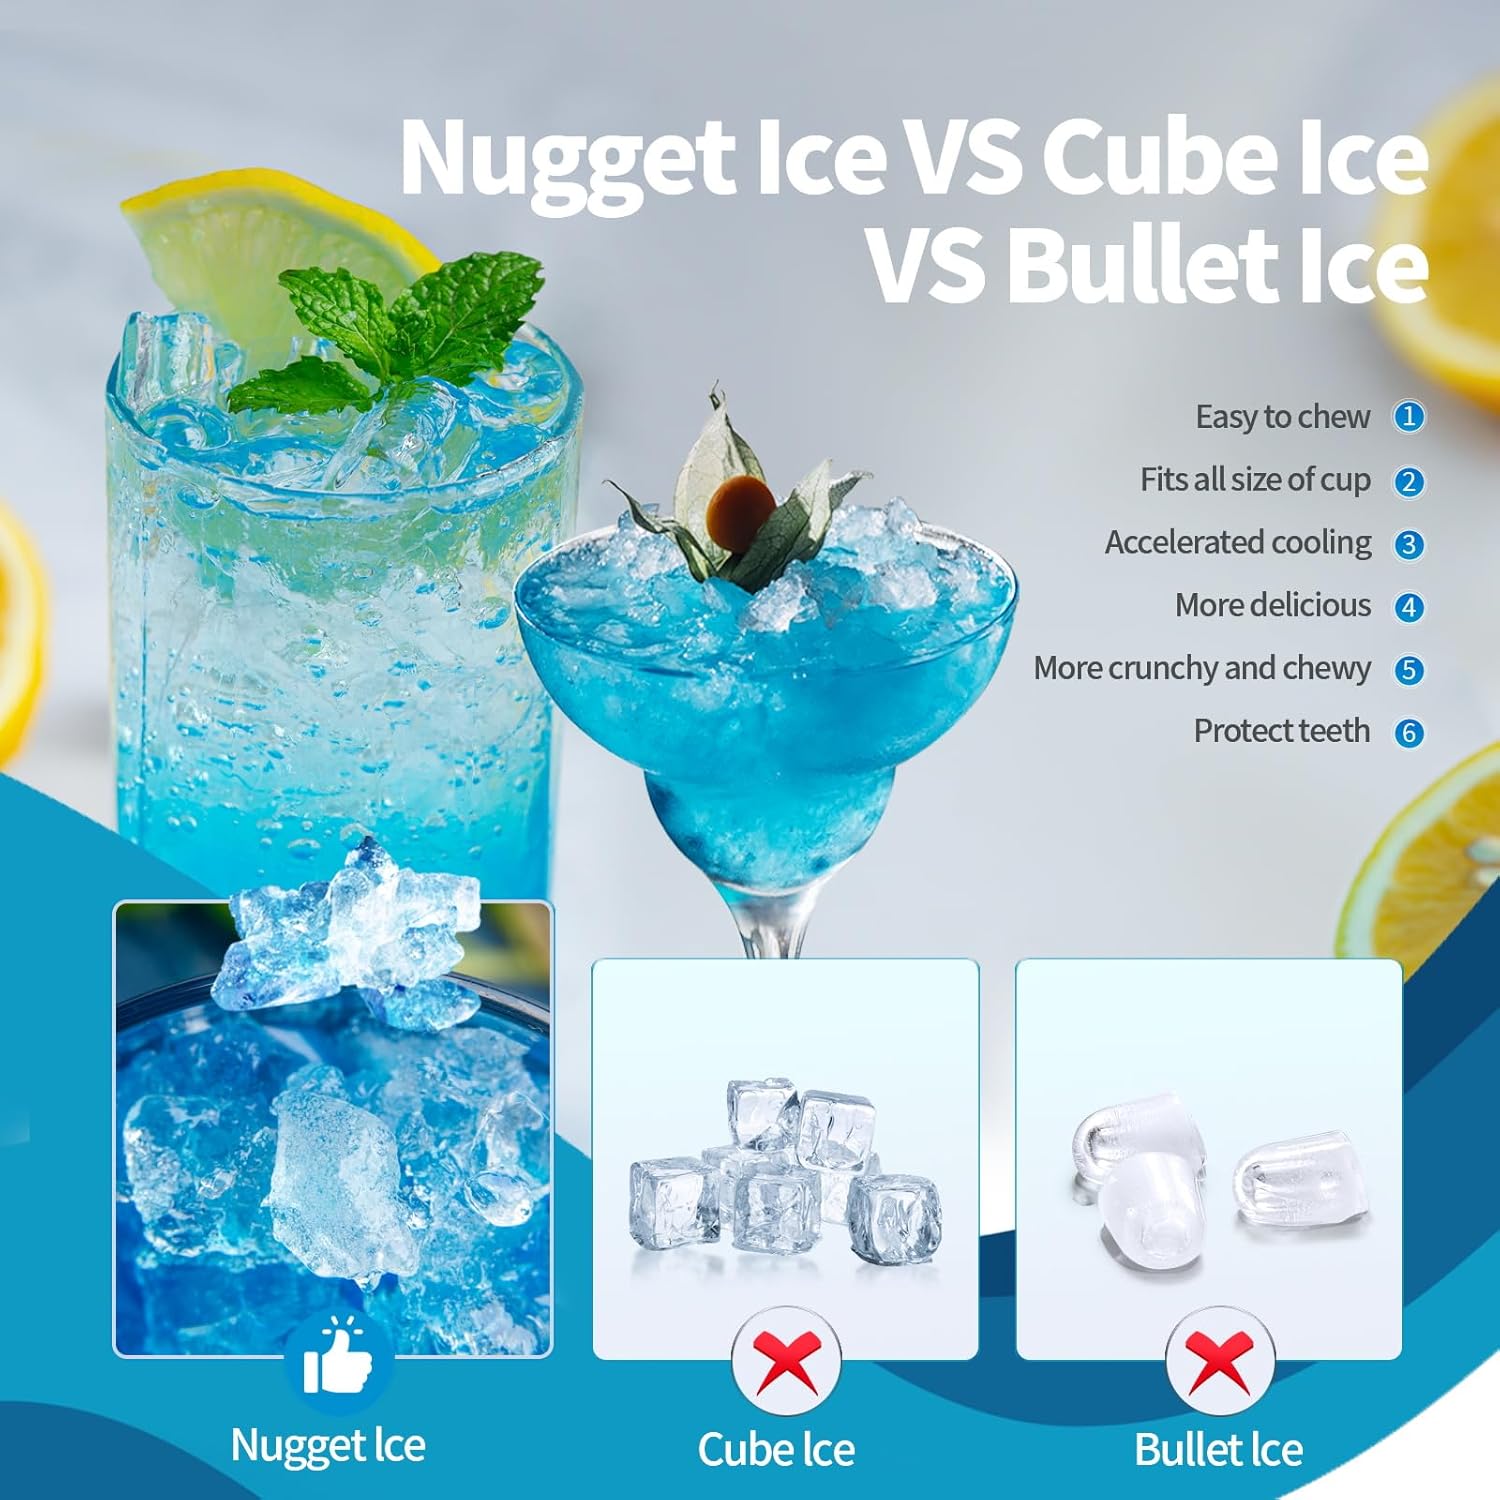 Nugget Ice VS Cube Ice
VS Bullet Ice
Easy to chew 1
Fits all size of cup 2
Accelerated cooling 3
More delicious 4
More crunchy and chewy 5
Protect teeth 6
Nugget Ice
Cube Ice
Bullet Ice